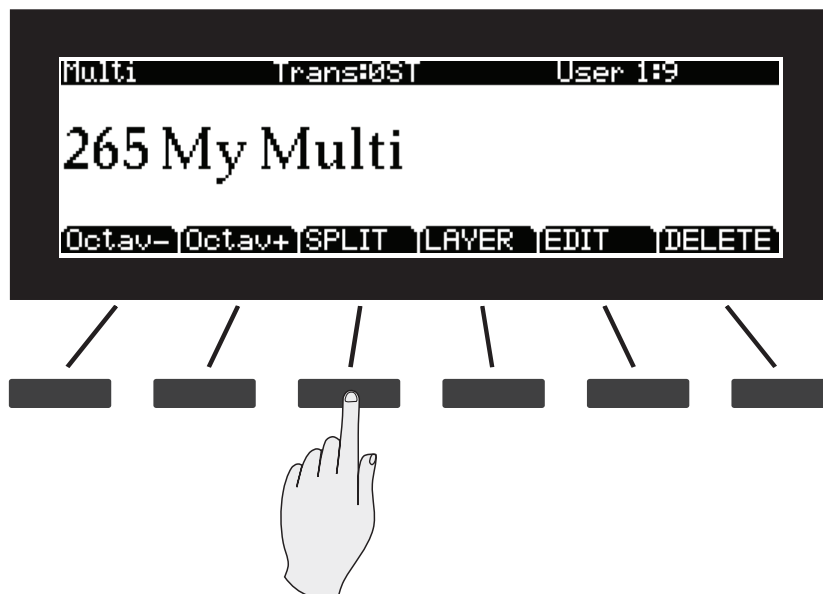 Multi Trans:0ST User 1:9
265 My Multi
Octav- Octav+ SPLIT LAYER EDIT DELETE